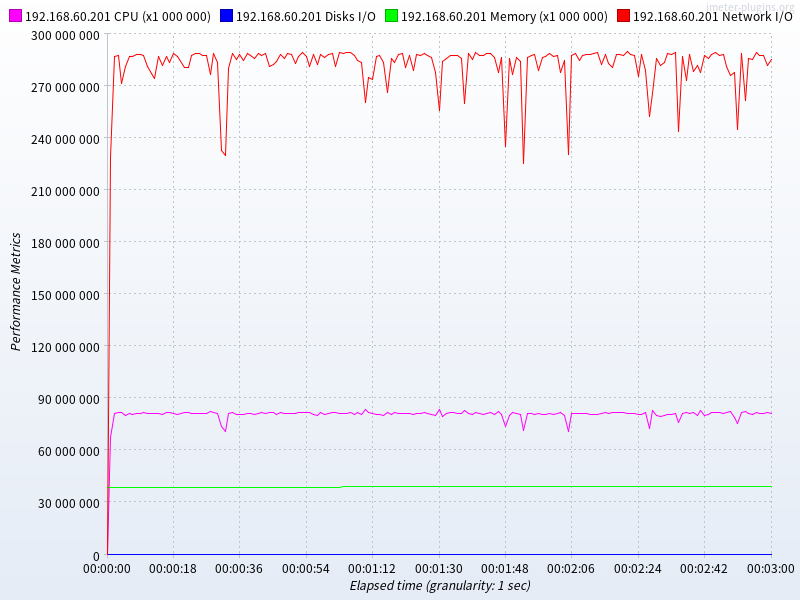 jmeter-plugins.org
192.168.60.201 CPU (x1 000 000) 192.168.60.201 Disks I/O 192.168.60.201 Memory (x1 000 000) 192.168.60.201 Network I/O
300 000 000
270 000 000
240 000 000
210 000 000
180 000 000
150 000 000
120 000 000
90 000 000
60 000 000
30 000 000
0
Performance Metrics
00:00:00 00:00:18 00:00:36 00:00:54 00:01:12 00:01:30 00:01:48 00:02:06 00:02:24 00:02:42 00:03:00
Elapsed time (granularity: 1 sec)